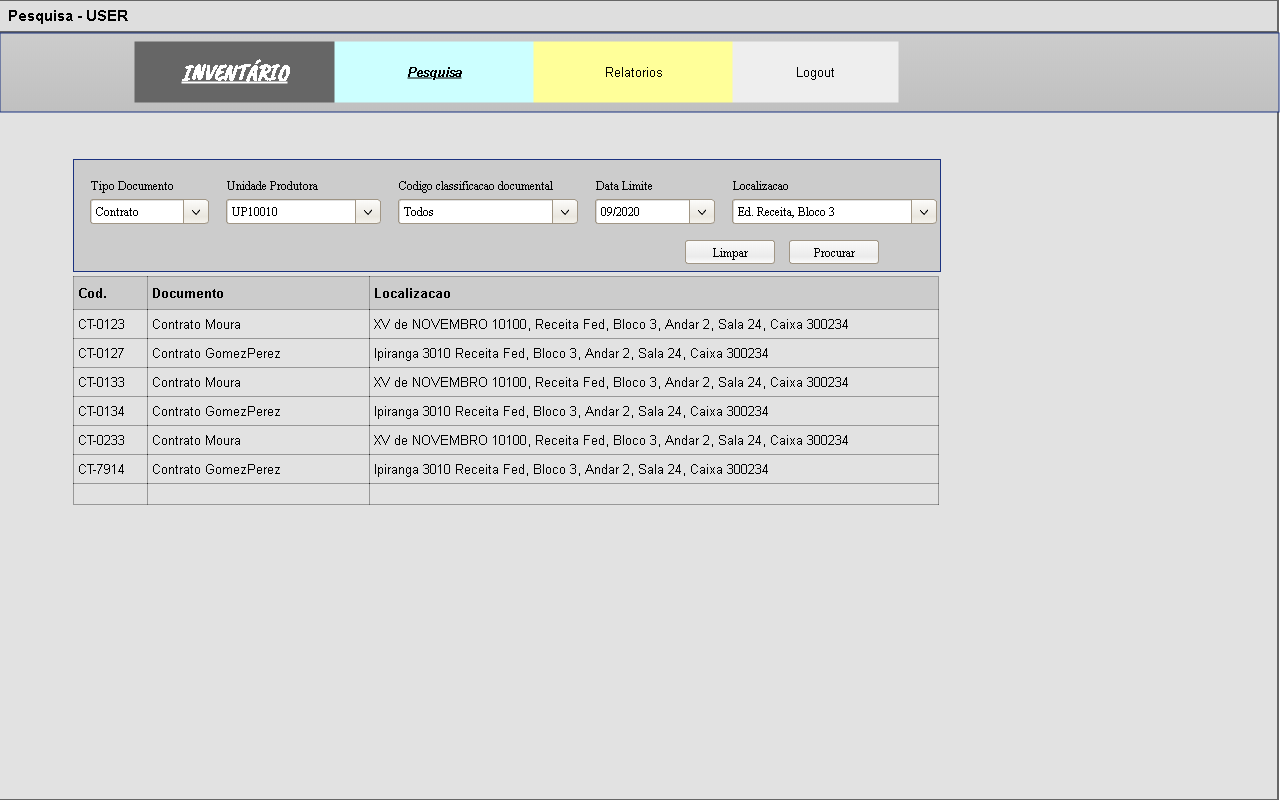 Pesquisa - USER
INVENTÁRIO Pesquisa Relatorios Logout
Tipo Documento Unidade Produtora Codigo classificacao documental Data Limite Localizacao
Contrato UP10010 Todos 09/2020 Ed. Receita, Bloco 3
Limpar Procurar
Cod. Documento Localizacao
CT-0123 Contrato Moura XV de NOVEMBRO 10100, Receita Fed, Bloco 3, Andar 2, Sala 24, Caixa 300234
CT-0127 Contrato GomezPerez Ipiranga 3010 Receita Fed, Bloco 3, Andar 2, Sala 24, Caixa 300234
CT-0133 Contrato Moura XV de NOVEMBRO 10100, Receita Fed, Bloco 3, Andar 2, Sala 24, Caixa 300234
CT-0134 Contrato GomezPerez Ipiranga 3010 Receita Fed, Bloco 3, Andar 2, Sala 24, Caixa 300234
CT-0233 Contrato Moura XV de NOVEMBRO 10100, Receita Fed, Bloco 3, Andar 2, Sala 24, Caixa 300234
CT-7914 Contrato GomezPerez Ipiranga 3010 Receita Fed, Bloco 3, Andar 2, Sala 24, Caixa 300234